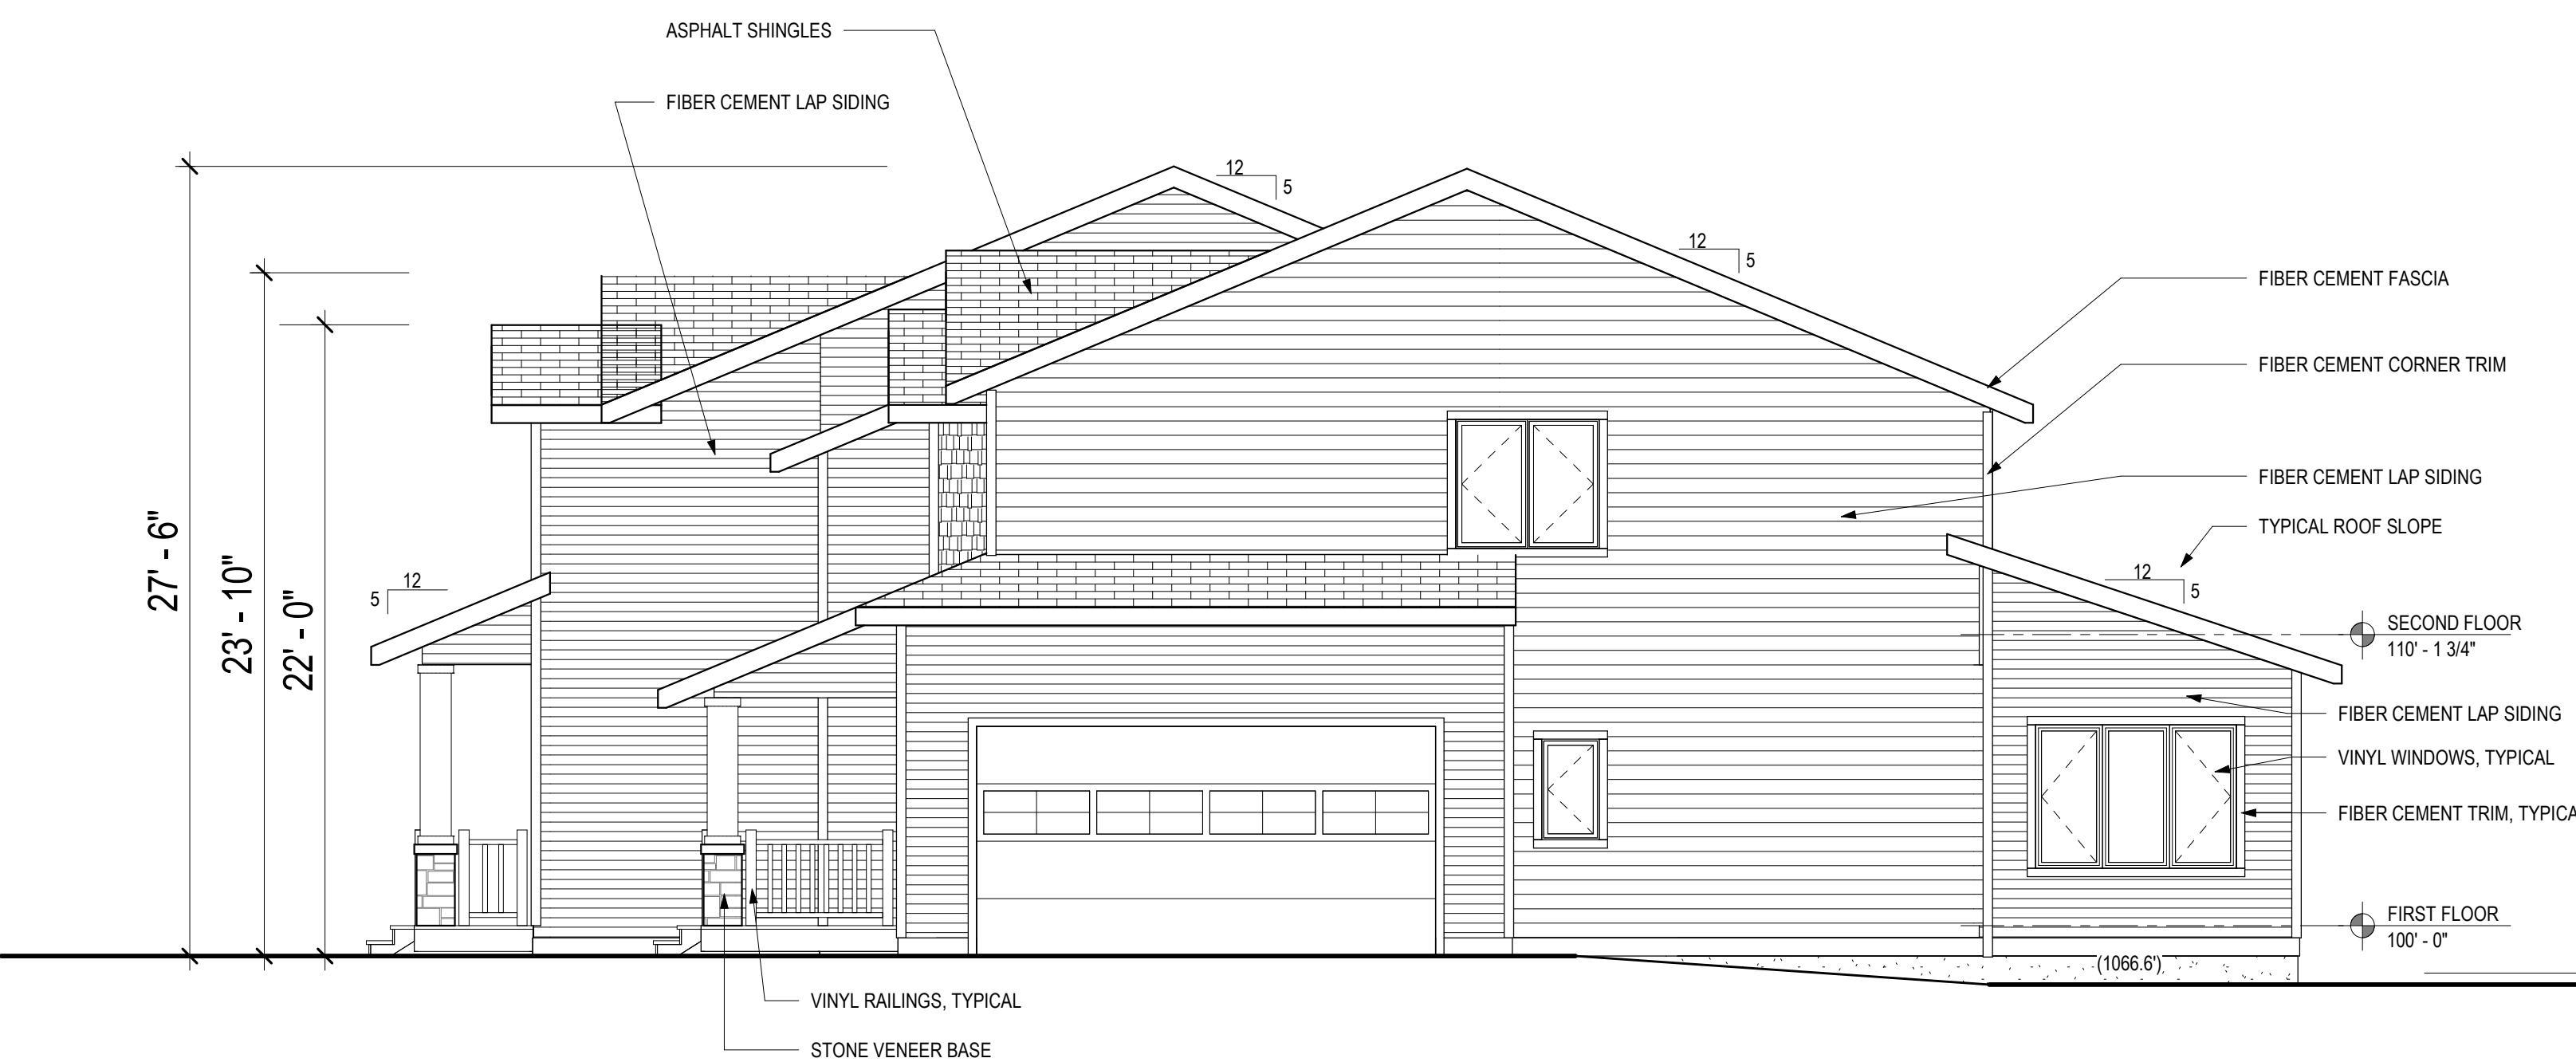 ASPHALT SHINGLES
FIBER CEMENT LAP SIDING
12
5
12
5
FIBER CEMENT FASCIA
FIBER CEMENT CORNER TRIM
FIBER CEMENT LAP SIDING
TYPICAL ROOF SLOPE
27' - 6"
23' - 10"
22' - 0"
12
5
12
5
SECOND FLOOR
110' - 1 3/4"
FIBER CEMENT LAP SIDING
VINYL WINDOWS, TYPICAL
FIBER CEMENT TRIM, TYPICA
FIRST FLOOR
100' - 0"
(1066.6')
VINYL RAILINGS, TYPICAL
STONE VENEER BASE